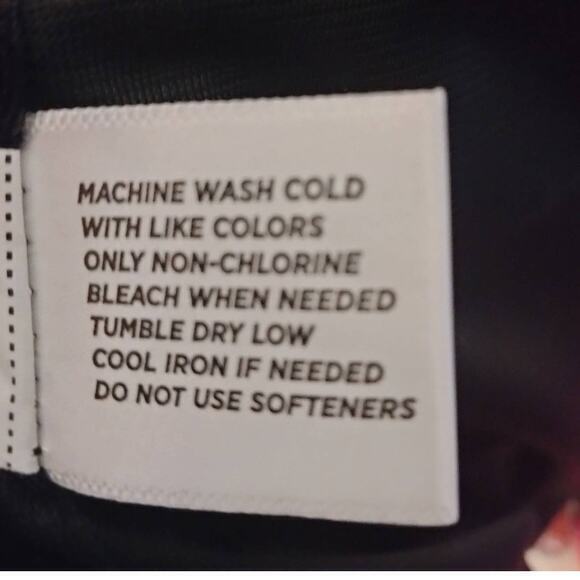 MACHINE WASH COLD
WITH LIKE COLORS
ONLY NON-CHLORINE
BLEACH WHEN NEEDED
TUMBLE DRY LOW
COOL IRON IF NEEDED
DO NOT USE SOFTENERS